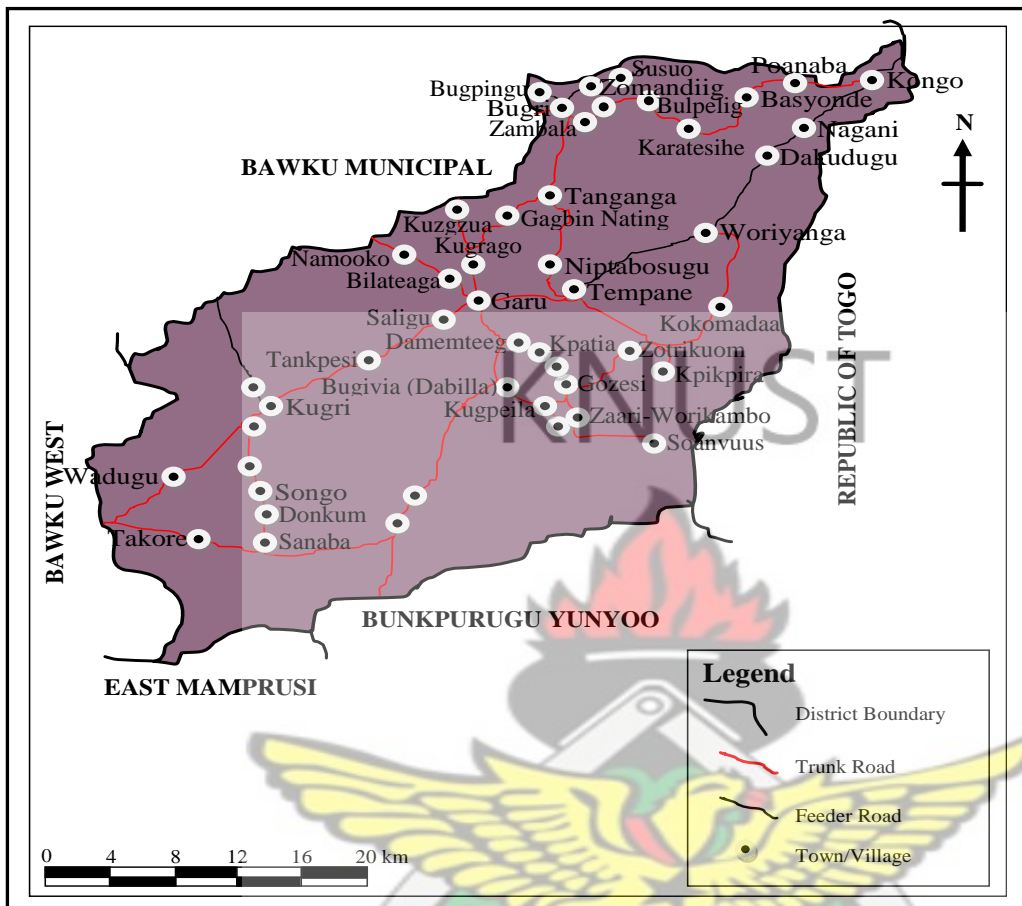 Susuo
Poanaba
Kongo
Zomandiig
Bugpingu
Bugri
Bulpelig
Basyonde
Zambala
Nagani
Karatesihe
Dakudugu
N
BAWKU MUNICIPAL
Tanganga
Kuzgzua
Gagbin Nating
Woriyanga
Kugrago
Namooko
Niptabosugu
Bilateaga
Tempane
Garu
REPUBLIC OF TOGO
Saligu
Kokomadaa
Damemteeg
Kpatia
Zotrikuom
Tankpesi
KNUST
Kpikpira
Bugivia (Dabilla)
Gozesi
Kugri
Kugpeila
Zaari-Worikambo
Soanvuus
BAWKU WEST
Wadugu
Songo
Donkum
Takore
Sanaba
BUNKPURUGU YUNYOO
EAST MAMPRUSI
Legend
District Boundary
Trunk Road
Feeder Road
Town/Village
0 4 8 12 16 20 km